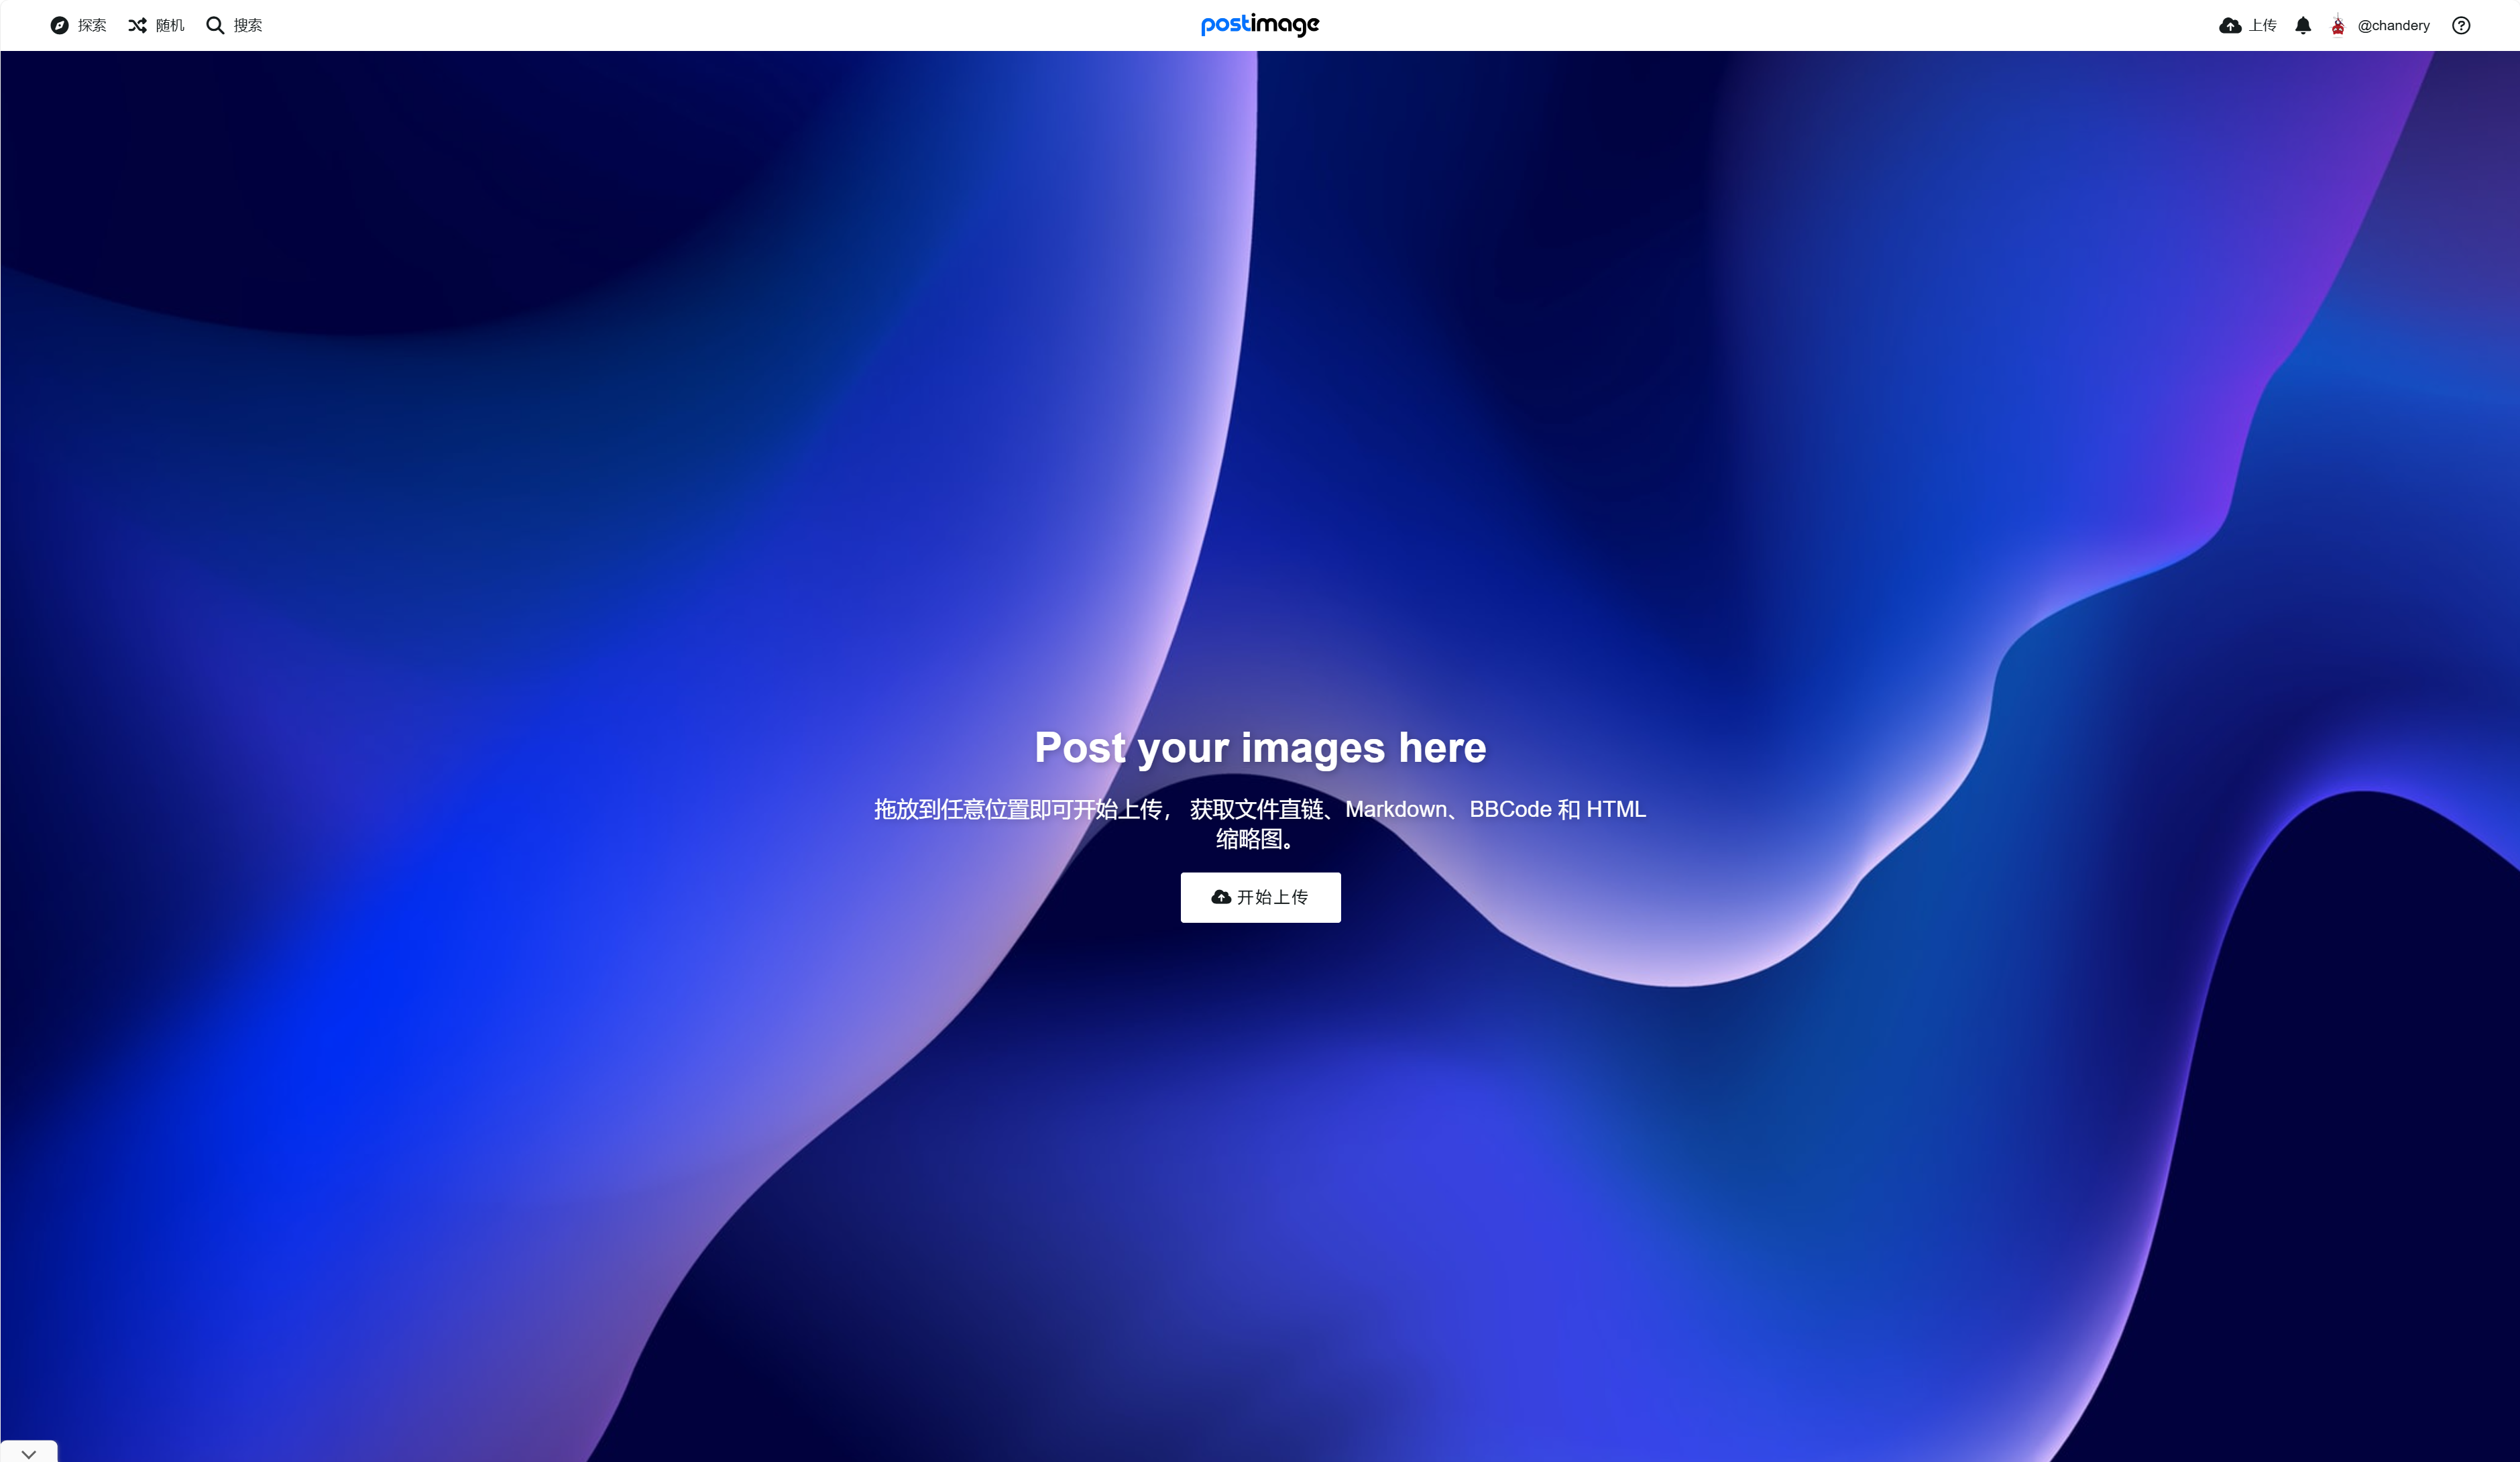 探索 随机 搜索 postimage 上传 @chandery
Post your images here
拖放到任意位置即可开始上传， 获取文件直链、Markdown、BBCode 和 HTML
缩略图。
开始上传